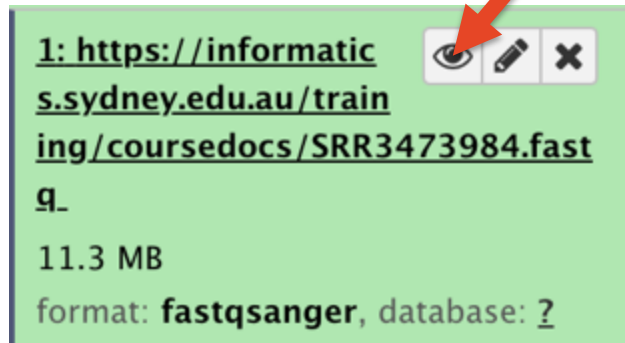 1: https://informatic
s.sydney.edu.au/train
ing/coursedocs/SRR3473984.fast
q
11.3 MB
format: fastqsanger, database: ?